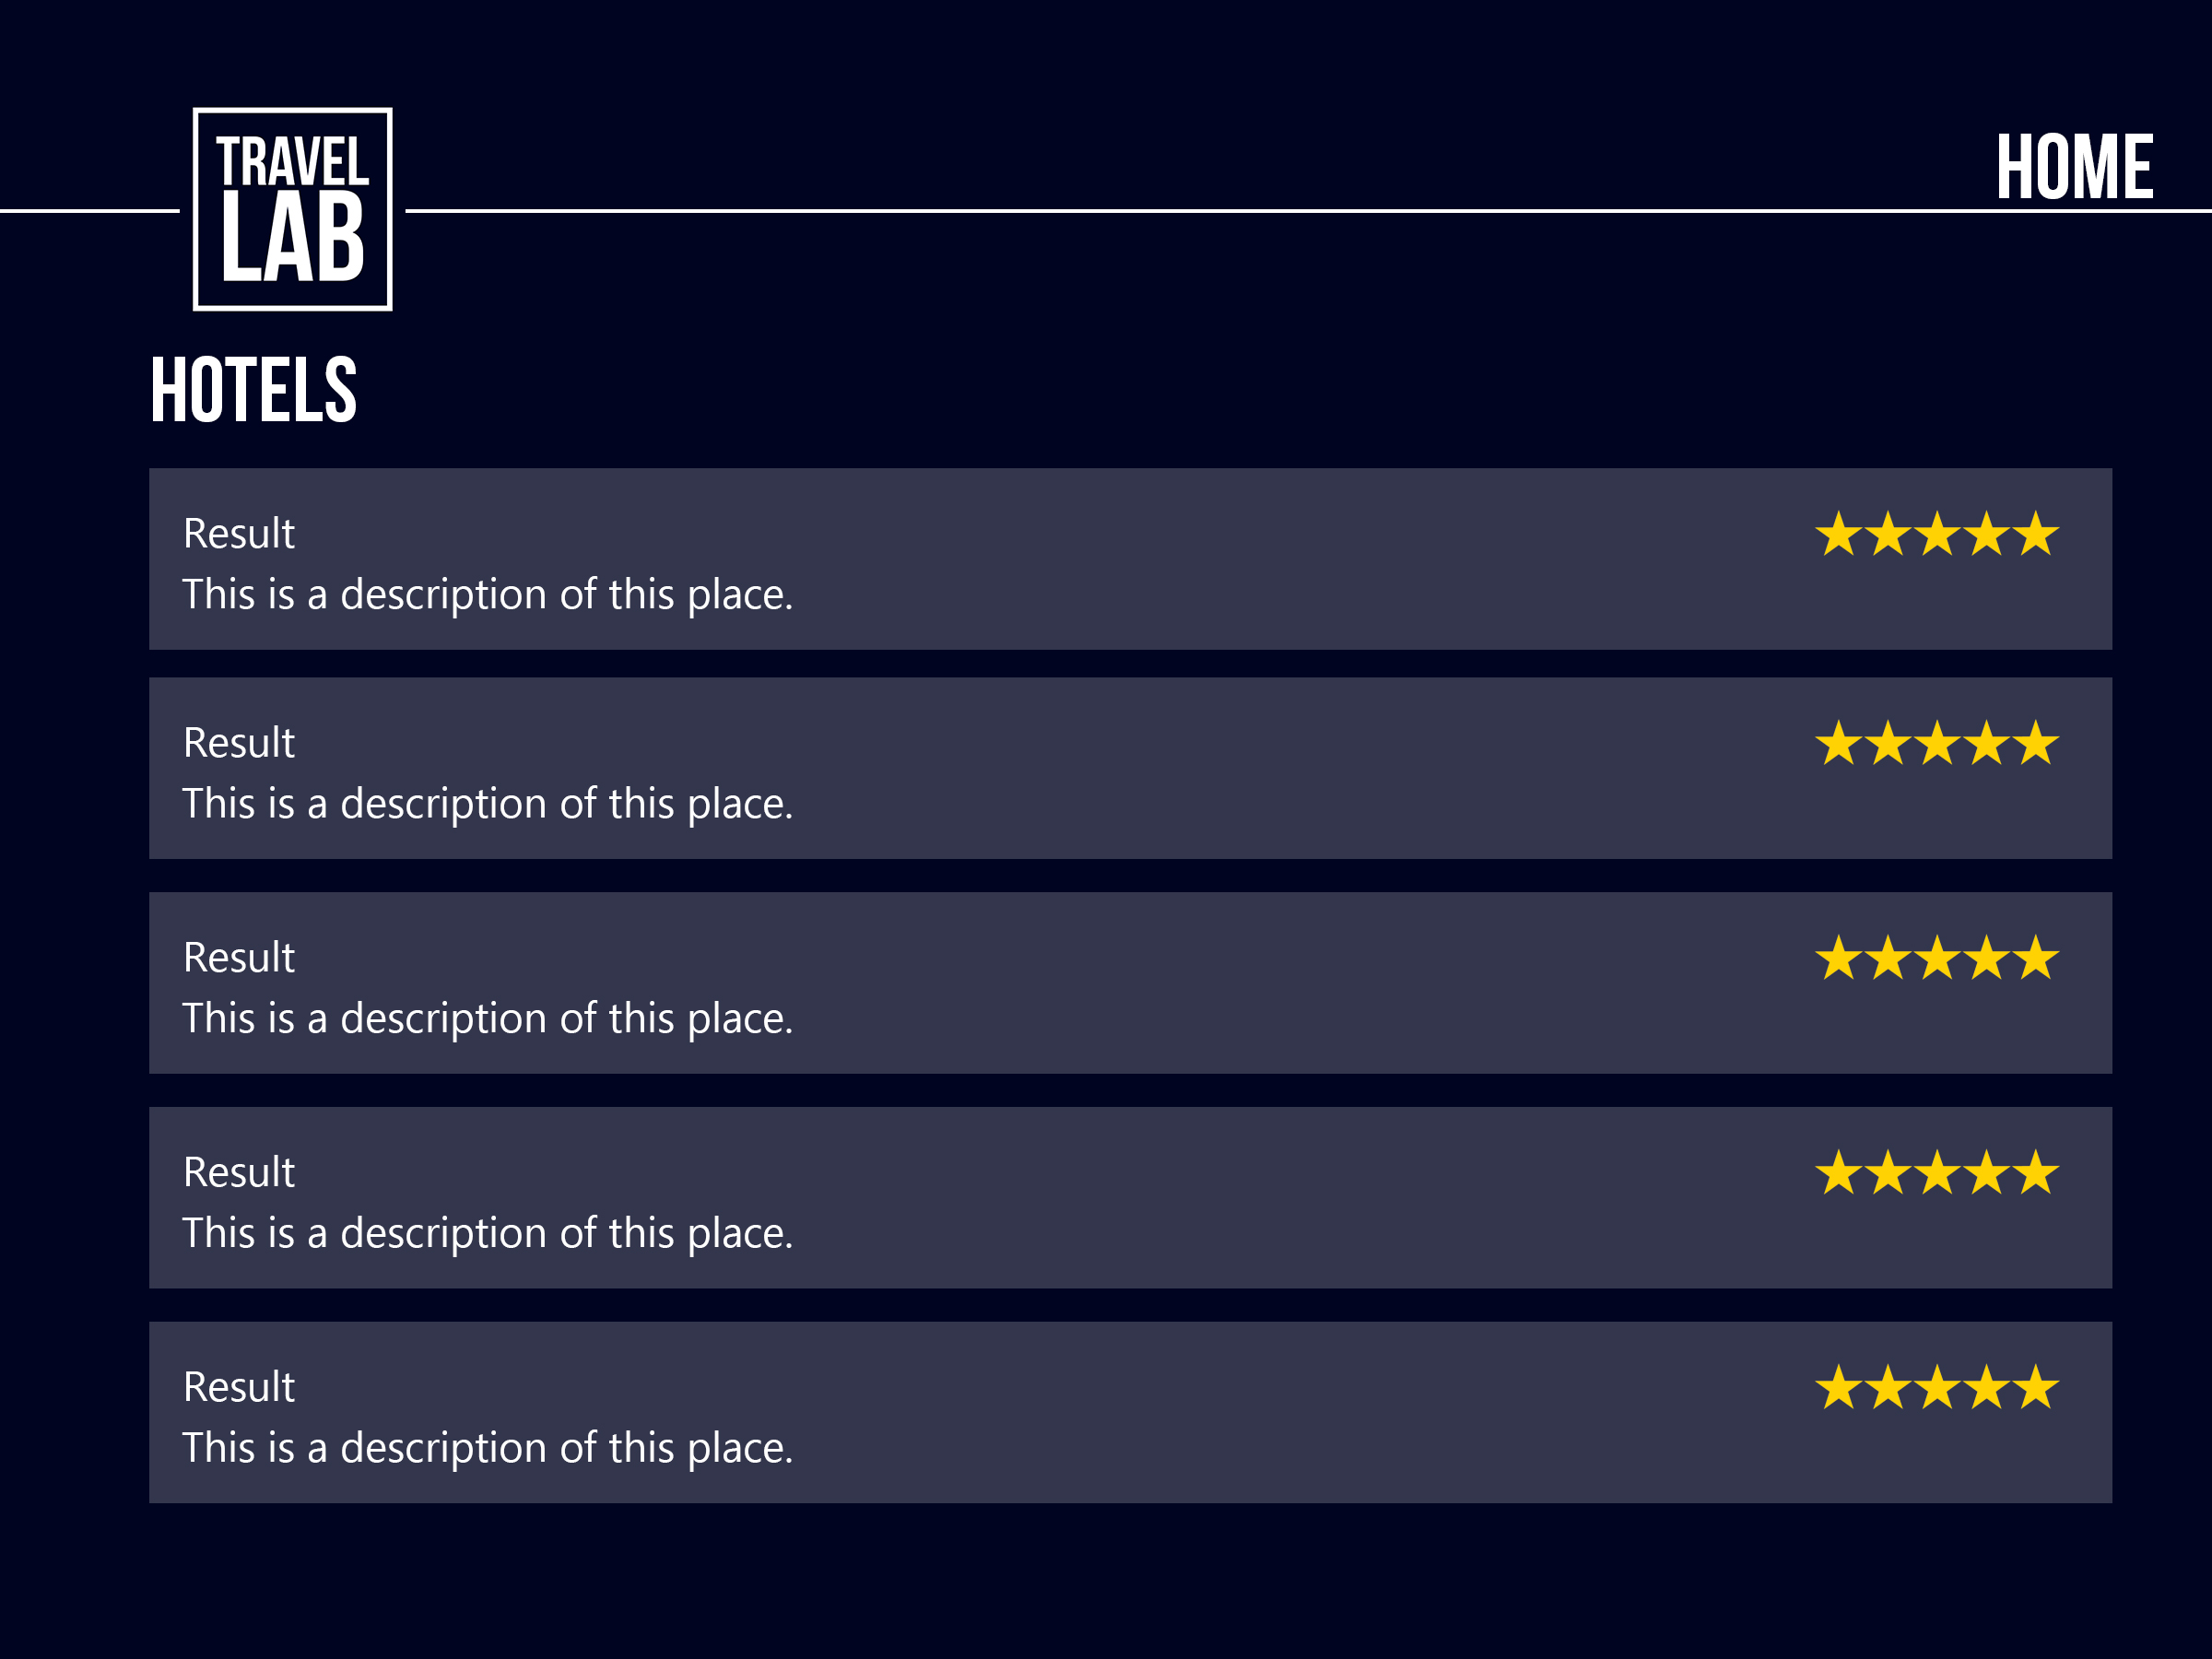 TRAVEL
LAB
HOME
HOTELS
Result
This is a description of this place.
Result
This is a description of this place.
Result
This is a description of this place.
Result
This is a description of this place.
Result
This is a description of this place.